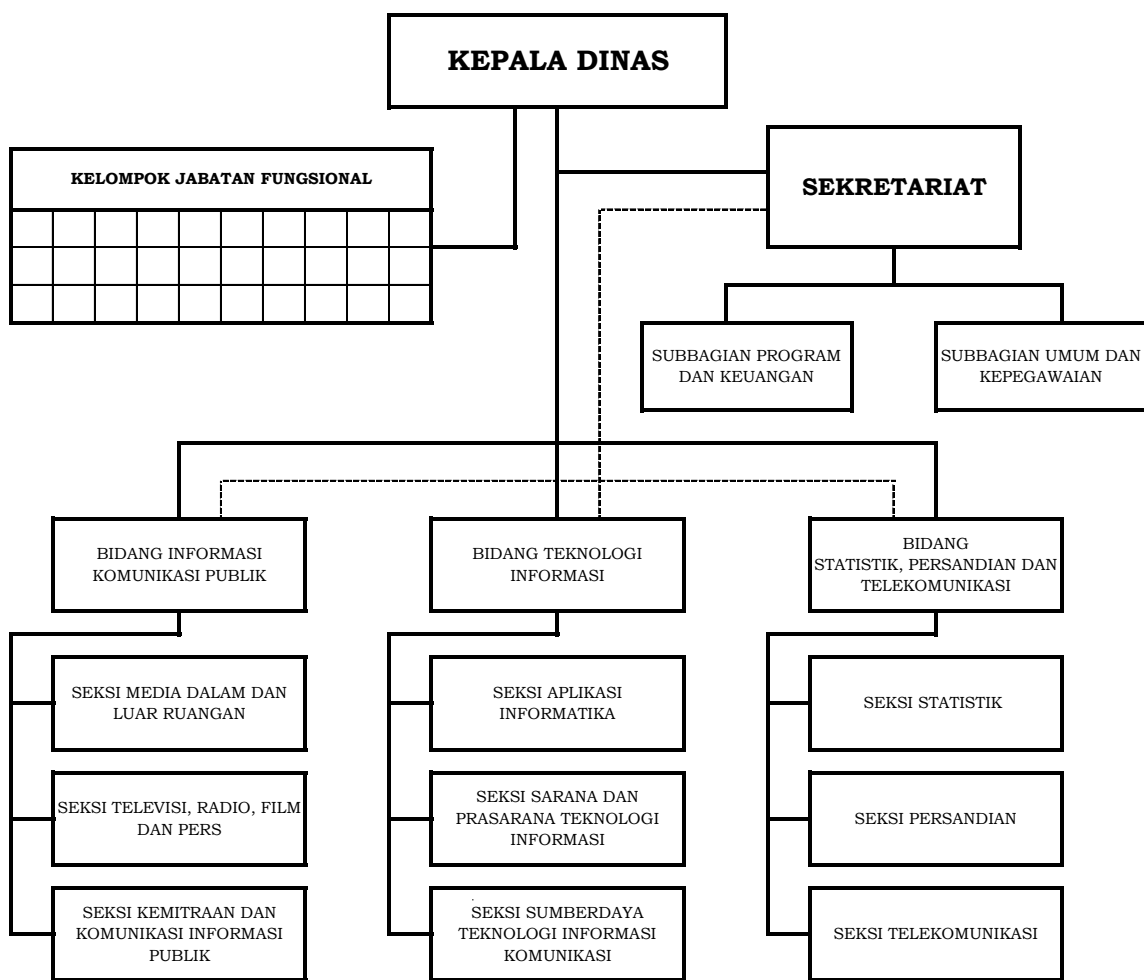 KEPALA DINAS
KELOMPOK JABATAN FUNGSIONAL
SEKRETARIAT
SUBBAGIAN PROGRAM
DAN KEUANGAN
SUBBAGIAN UMUM DAN
KEPEGAWAIAN
BIDANG INFORMASI
KOMUNIKASI PUBLIK
BIDANG TEKNOLOGI
INFORMASI
BIDANG
STATISTIK, PERSANDIAN DAN
TELEKOMUNIKASI
SEKSI MEDIA DALAM DAN
LUAR RUANGAN
SEKSI APLIKASI
INFORMATIKA
SEKSI STATISTIK
SEKSI TELEVISI, RADIO, FILM
DAN PERS
SEKSI SARANA DAN
PRASARANA TEKNOLOGI
INFORMASI
SEKSI PERSANDIAN
SEKSI KEMITRAAN DAN
KOMUNIKASI INFORMASI
PUBLIK
SEKSI SUMBERDAYA
TEKNOLOGI INFORMASI
KOMUNIKASI
SEKSI TELEKOMUNIKASI